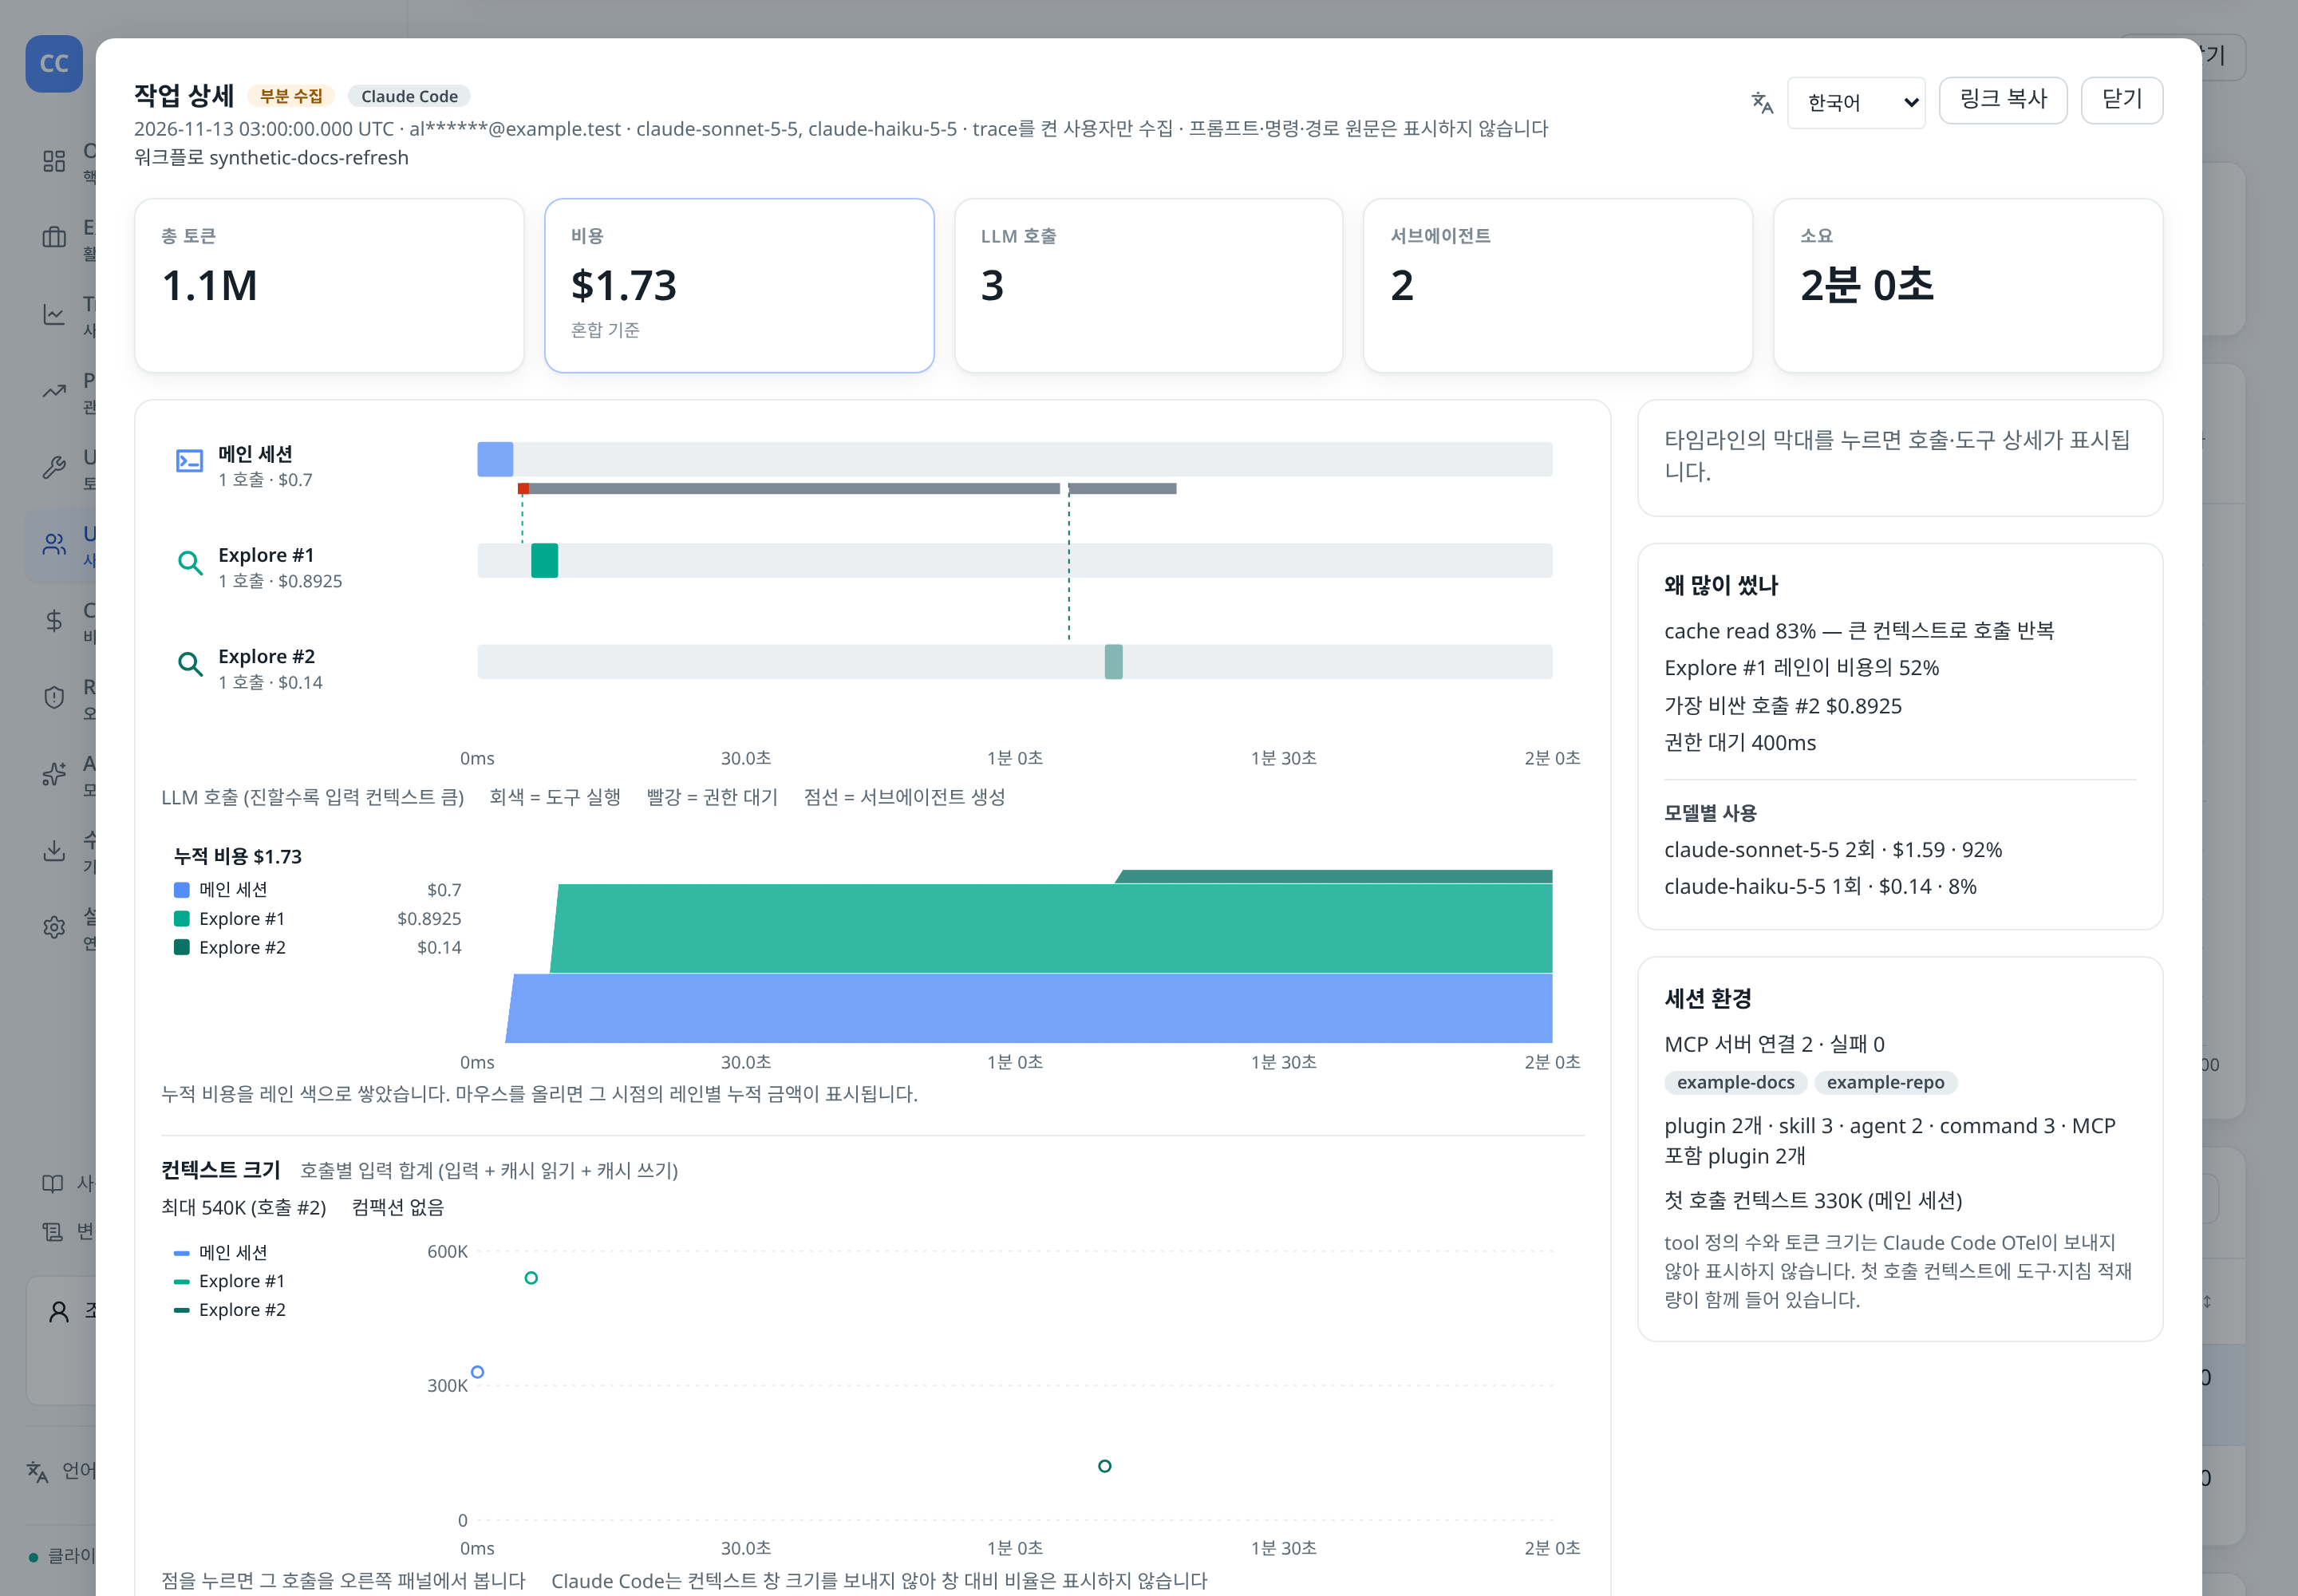 CC
작업 상세 부분 수집 Claude Code
한국어 링크 복사 닫기
2026-11-13 03:00:00.000 UTC · al******@example.test · claude-sonnet-5-5, claude-haiku-5-5 · trace를 켠 사용자만 수집 · 프롬프트·명령·경로 원문은 표시하지 않습니다
워크플로 synthetic-docs-refresh
총 토큰
1.1M
비용
$1.73
혼합 기준
LLM 호출
3
서브에이전트
2
소요
2분 0초
메인 세션
1 호출 · $0.7
Explore #1
1 호출 · $0.8925
Explore #2
1 호출 · $0.14
0ms 30.0초 1분 0초 1분 30초 2분 0초
LLM 호출 (진할수록 입력 컨텍스트 큼) 회색 = 도구 실행 빨강 = 권한 대기 점선 = 서브에이전트 생성
누적 비용 $1.73
메인 세션 $0.7
Explore #1 $0.8925
Explore #2 $0.14
0ms 30.0초 1분 0초 1분 30초 2분 0초
누적 비용을 레인 색으로 쌓았습니다. 마우스를 올리면 그 시점의 레인별 누적 금액이 표시됩니다.
컨텍스트 크기 호출별 입력 합계 (입력 + 캐시 읽기 + 캐시 쓰기)
최대 540K (호출 #2) 컴팩션 없음
메인 세션
Explore #1
Explore #2
600K
300K
0
0ms 30.0초 1분 0초 1분 30초 2분 0초
점을 누르면 그 호출을 오른쪽 패널에서 봅니다 Claude Code는 컨텍스트 창 크기를 보내지 않아 창 대비 비율은 표시하지 않습니다
타임라인의 막대를 누르면 호출·도구 상세가 표시됩
니다.
왜 많이 썼나
cache read 83% — 큰 컨텍스트로 호출 반복
Explore #1 레인이 비용의 52%
가장 비싼 호출 #2 $0.8925
권한 대기 400ms
모델별 사용
claude-sonnet-5-5 2회 · $1.59 · 92%
claude-haiku-5-5 1회 · $0.14 · 8%
세션 환경
MCP 서버 연결 2 · 실패 0
example-docs example-repo
plugin 2개 · skill 3 · agent 2 · command 3 · MCP
포함 plugin 2개
첫 호출 컨텍스트 330K (메인 세션)
tool 정의 수와 토큰 크기는 Claude Code OTel이 보내지
않아 표시하지 않습니다. 첫 호출 컨텍스트에 도구·지침 적재
량이 함께 들어 있습니다.
언어